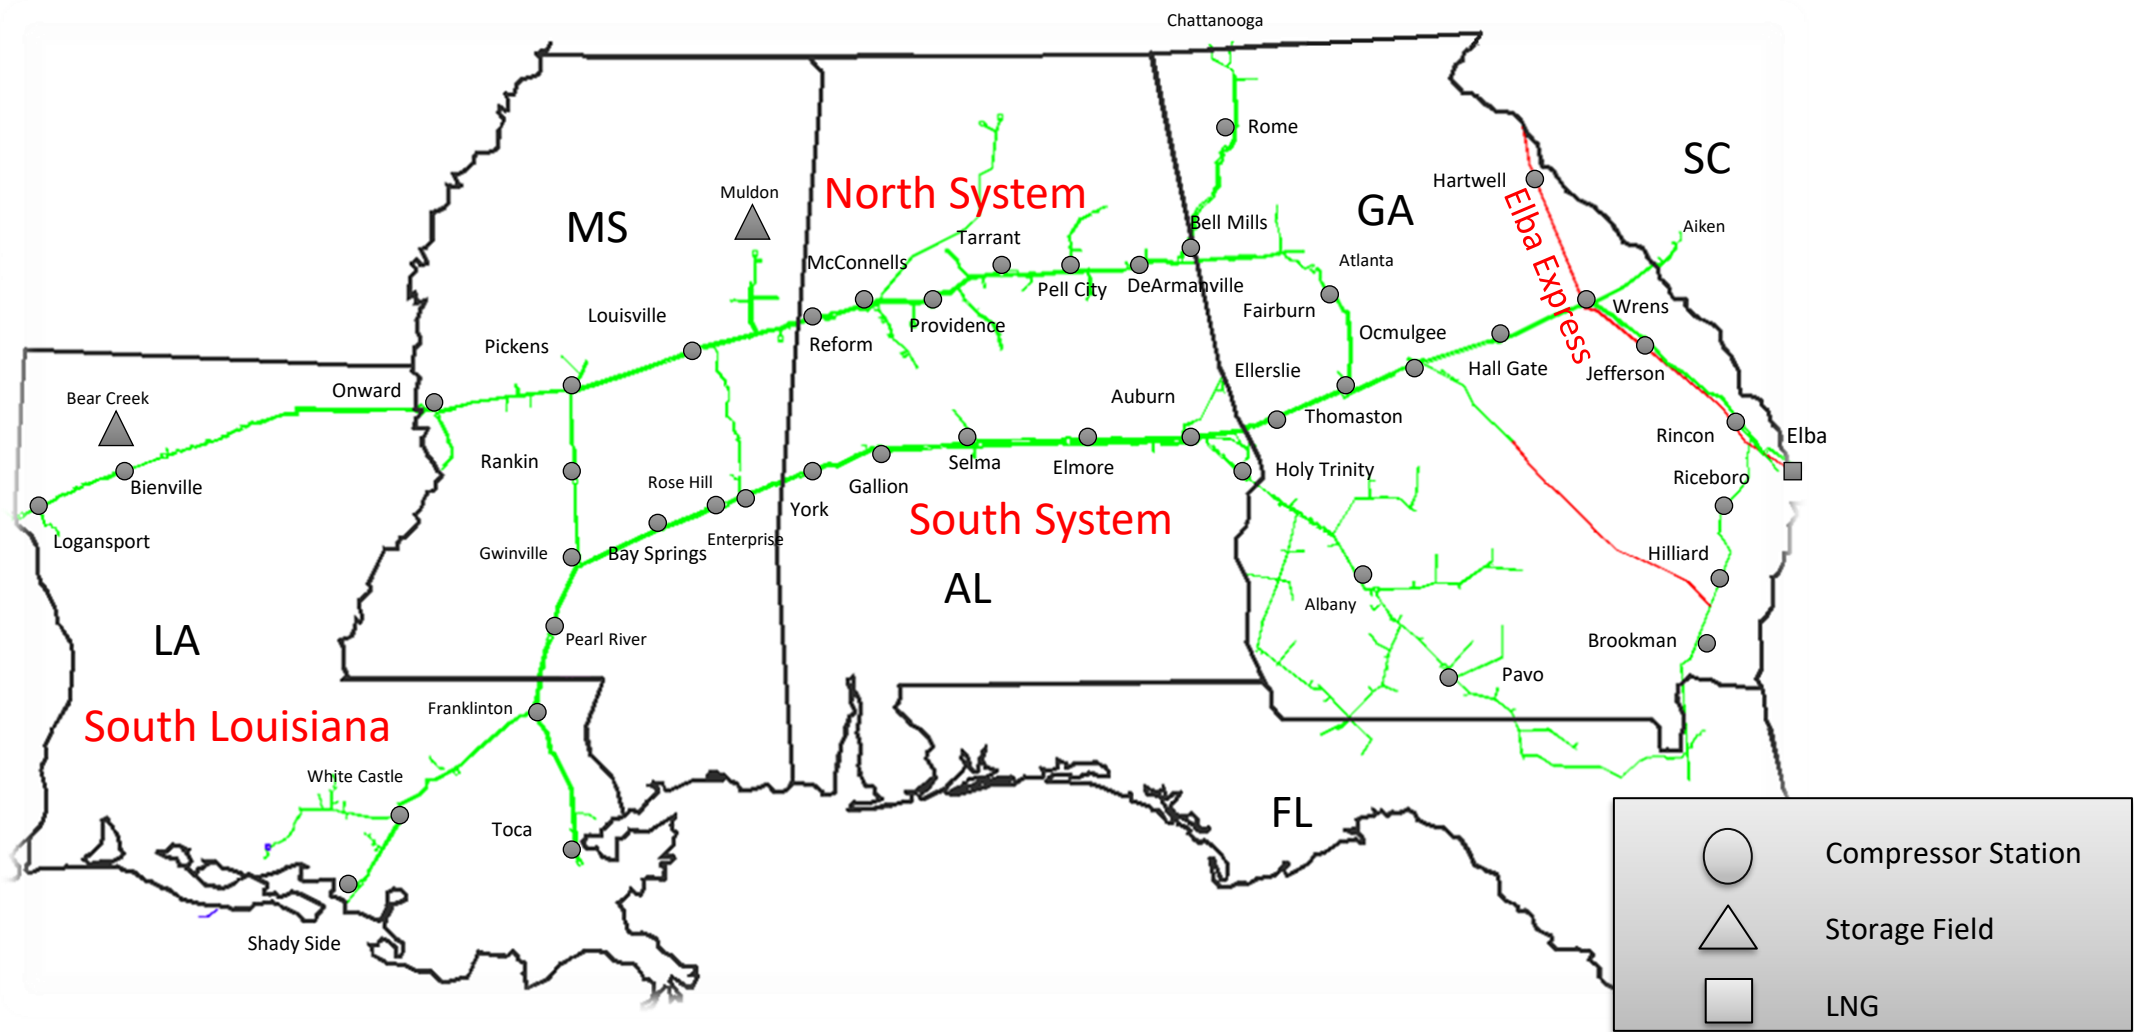 Chattanooga
Rome
SC
Hartwell
Muldon
North System
GA
MS
Bell Mills
Aiken
Tarrant
Elba Express
McConnells
Atlanta
Pell City
DeArmanville
Louisville
Fairburn
Wrens
Providence
Ocmulgee
Pickens
Reform
Hall Gate
Jefferson
Ellerslie
Onward
Auburn
Bear Creek
Thomaston
Rincon
Elba
Rankin
Selma
Elmore
Holy Trinity
Bienville
Rose Hill
Gallion
Riceboro
York
South System
Logansport
Enterprise
Gwinville
Bay Springs
Hilliard
AL
Albany
LA
Pearl River
Brookman
Pavo
Franklinton
South Louisiana
White Castle
FL
Toca
Compressor Station
Storage Field
Shady Side
LNG